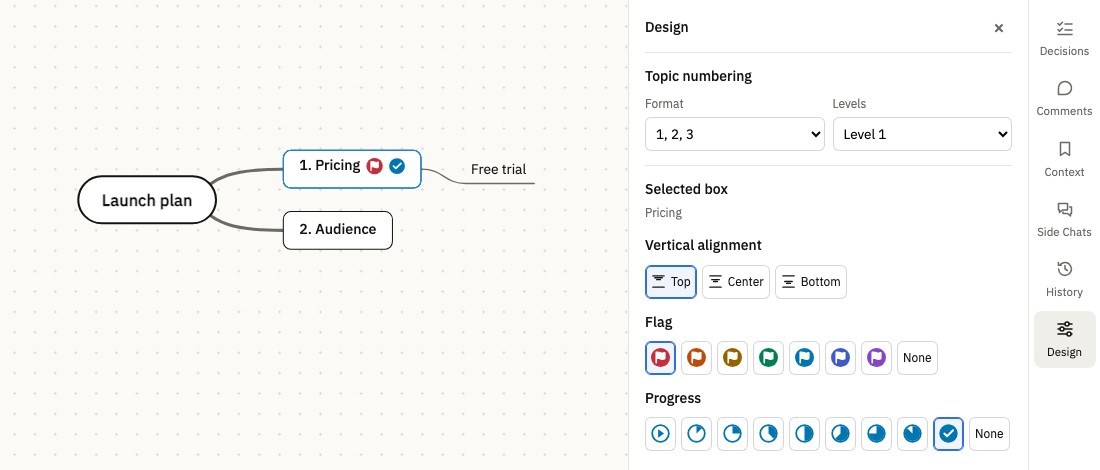 Launch plan
1. Pricing
Free trial
2. Audience
Design
Topic numbering
Format
Levels
1, 2, 3
Level 1
Selected box
Pricing
Vertical alignment
Top
Center
Bottom
Flag
None
Progress
None
Decisions
Comments
Context
Side Chats
History
Design